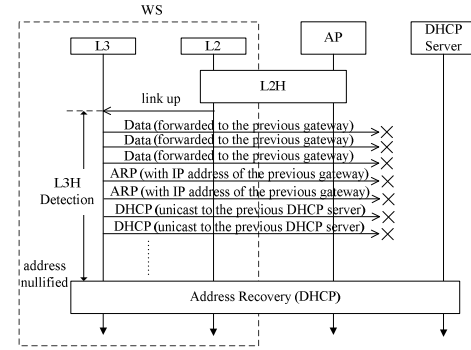 WS
L3
L2
AP
DHCP
Server
L2H
link up
Data (forwarded to the previous gateway)
Data (forwarded to the previous gateway)
Data (forwarded to the previous gateway)
ARP (with IP address of the previous gateway)
ARP (with IP address of the previous gateway)
DHCP (unicast to the previous DHCP server)
DHCP (unicast to the previous DHCP server)
L3H
Detection
address
nullified
Address Recovery (DHCP)